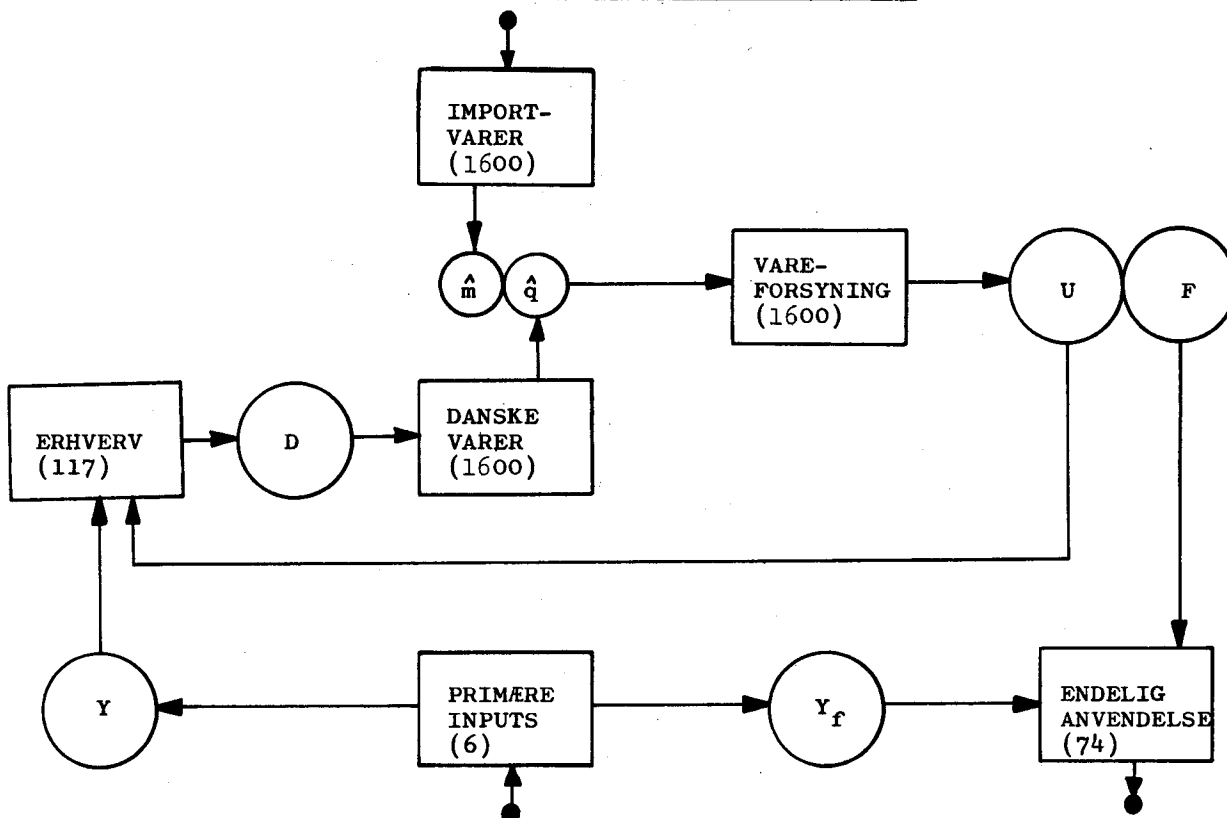 IMPORT-
VARER
(1600)
m̂
q̂
VARE-
FORSYNING
(1600)
U
F
ERHVERV
(117)
D
DANSKE
VARER
(1600)
Y
PRIMÆRE
INPUTS
(6)
Y_f
ENDELIG
ANVENDELSE
(74)